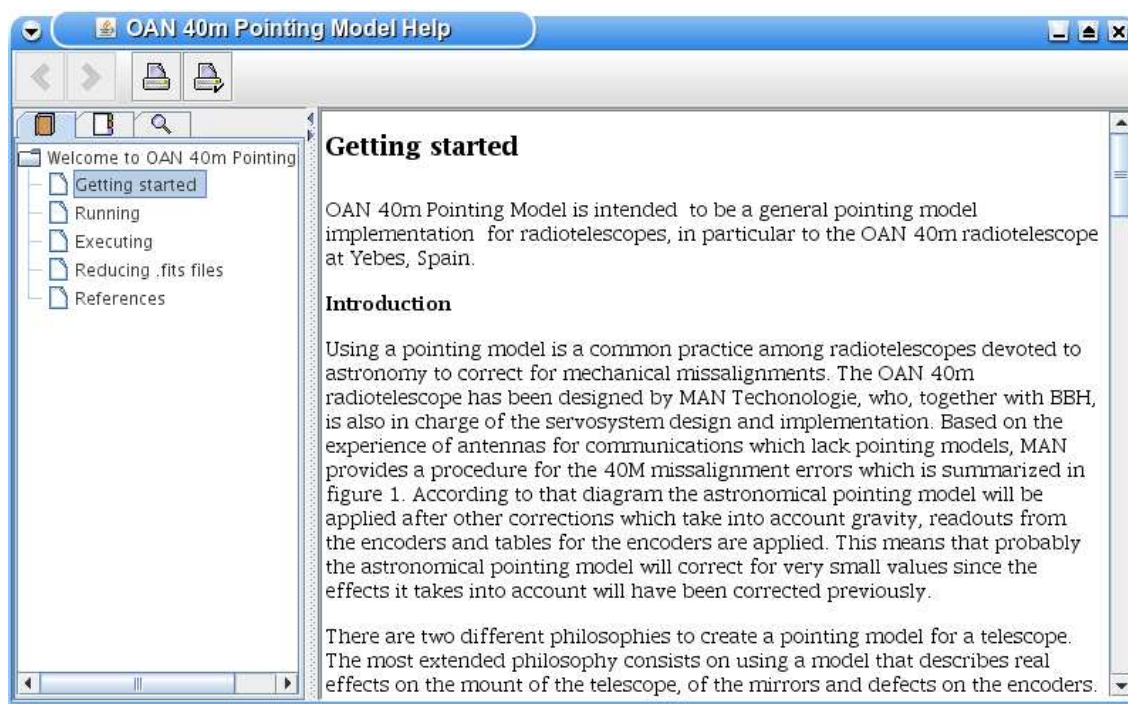 OAN 40m Pointing Model Help
Welcome to OAN 40m Pointing
Getting started
Running
Executing
Reducing .fits files
References
Getting started
OAN 40m Pointing Model is intended to be a general pointing model
implementation for radiotelescopes, in particular to the OAN 40m radiotelescope
at Yebes, Spain.
Introduction
Using a pointing model is a common practice among radiotelescopes devoted to
astronomy to correct for mechanical missalignments. The OAN 40m
radiotelescope has been designed by MAN Techonologie, who, together with BBH,
is also in charge of the servosystem design and implementation. Based on the
experience of antennas for communications which lack pointing models, MAN
provides a procedure for the 40M missalignment errors which is summarized in
figure 1. According to that diagram the astronomical pointing model will be
applied after other corrections which take into account gravity, readouts from
the encoders and tables for the encoders are applied. This means that probably
the astronomical pointing model will correct for very small values since the
effects it takes into account will have been corrected previously.
There are two different philosophies to create a pointing model for a telescope.
The most extended philosophy consists on using a model that describes real
effects on the mount of the telescope, of the mirrors and defects on the encoders.